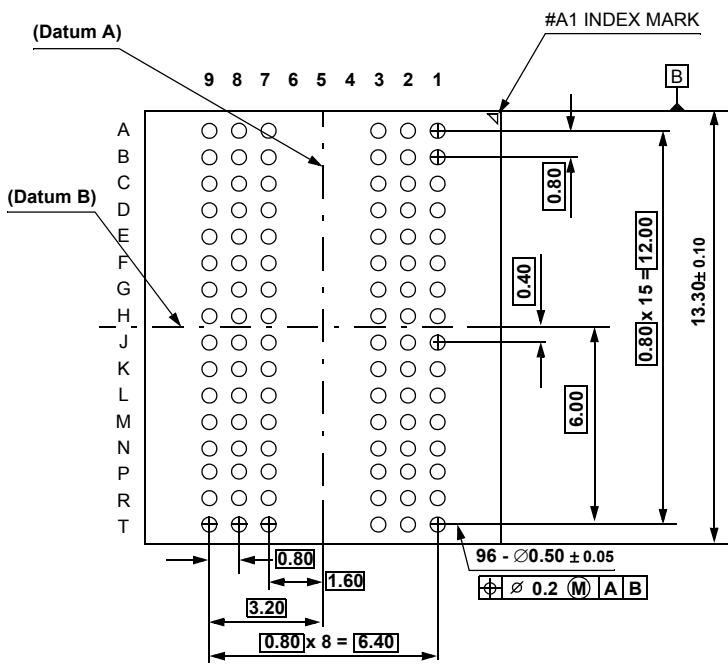 #A1 INDEX MARK
(Datum A)
9 8 7 6 5 4 3 2 1
B
A
B
C
D
E
F
G
H
J
K
L
M
N
P
R
T
(Datum B)
0.80
0.40
0.80 x 15 = 12.00
13.30± 0.10
6.00
96 - ∅0.50 ± 0.05
⌖ ⌀ 0.2 Ⓜ A B
0.80
1.60
3.20
0.80 x 8 = 6.40